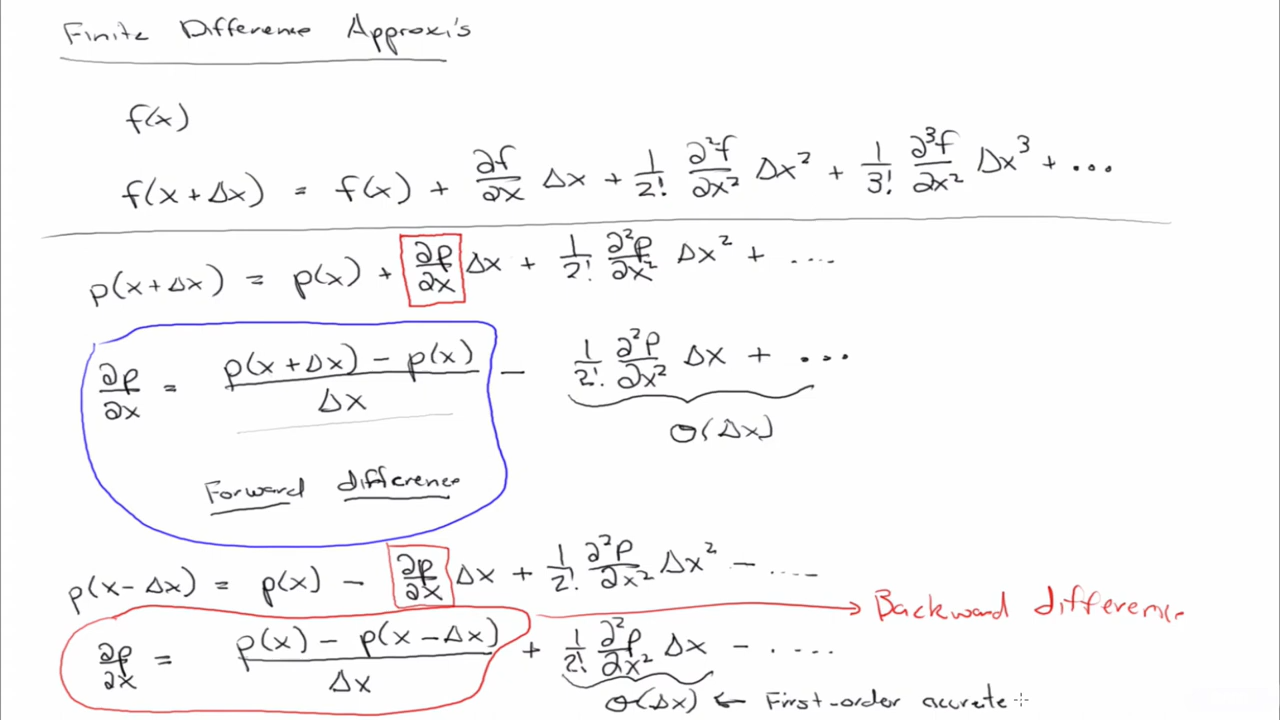 Finite Difference Approxi's
f(x)
f(x+Δx) = f(x) + ∂f/∂x Δx + 1/2! ∂²f/∂x² Δx² + 1/3! ∂³f/∂x² Δx³ + ...
p(x+Δx) = p(x) + ∂p/∂x Δx + 1/2! ∂²p/∂x² Δx² + ....
∂p/∂x = (p(x+Δx) − p(x))/Δx − 1/2! ∂²p/∂x² Δx + ...
O(Δx)
Forward difference
p(x−Δx) = p(x) − ∂p/∂x Δx + 1/2! ∂²p/∂x² Δx² − ....
→ Backward difference
∂p/∂x = (p(x) − p(x−Δx))/Δx + 1/2! ∂²p/∂x² Δx − ....
O(Δx) ← First-order accrate